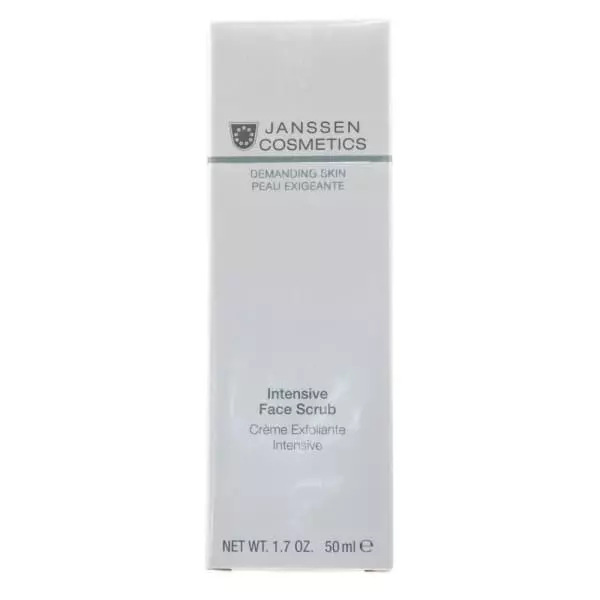 JANSSEN
COSMETICS
DEMANDING SKIN
PEAU EXIGEANTE
Intensive
Face Scrub
Crème Exfoliante
Intensive
NET WT. 1.7 OZ. 50 ml ℮